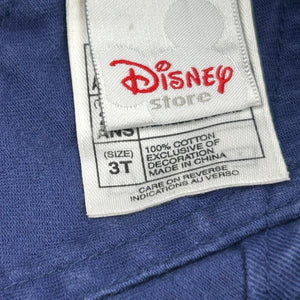 Disney
store
ANS
(SIZE)
3T
100% COTTON
EXCLUSIVE OF
DECORATION
MADE IN CHINA
CARE ON REVERSE
INDICATIONS AU VERSO